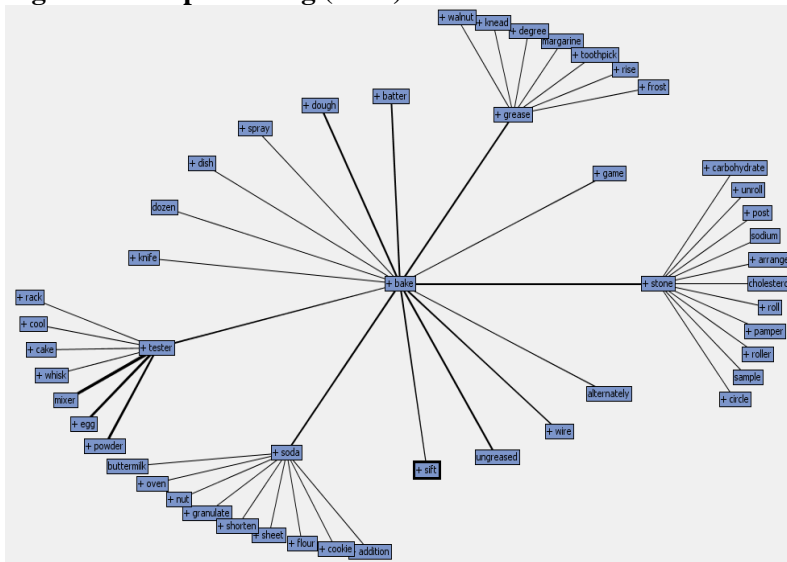 + walnut
+ knead
+ degree
margarine
+ toothpick
+ rise
+ frost
+ grease
+ batter
+ dough
+ spray
+ dish
dozen
+ knife
+ game
+ carbohydrate
+ unroll
+ post
sodium
+ arrange
cholestero
+ roll
+ pamper
+ roller
sample
+ circle
+ stone
+ bake
+ rack
+ cool
+ cake
+ whisk
mixer
+ egg
+ powder
+ tester
alternately
+ wire
ungreased
+ sift
+ soda
buttermilk
+ oven
+ nut
+ granulate
+ shorten
+ sheet
+ flour
+ cookie
addition